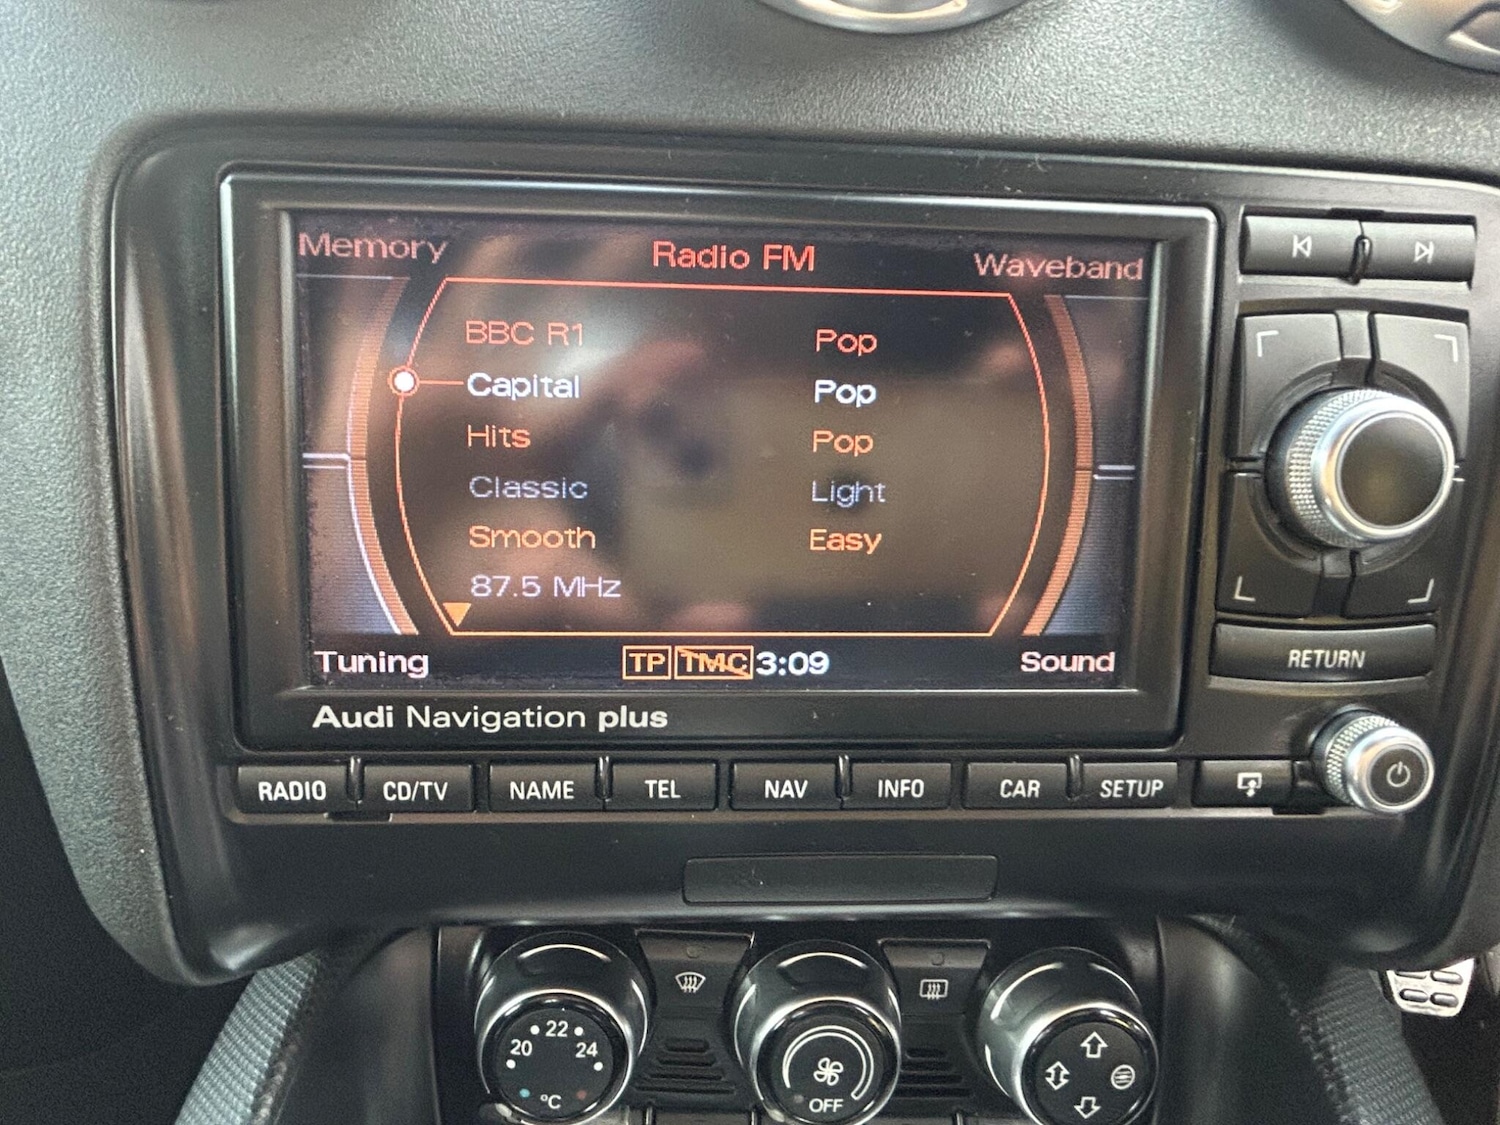 Memory Radio FM Waveband
BBC R1 Pop
Capital Pop
Hits Pop
Classic Light
Smooth Easy
87.5 MHz
Tuning TP TMC 3:09 Sound
Audi Navigation plus
RETURN
RADIO CD/TV NAME TEL NAV INFO CAR SETUP
20 22 24
°C
OFF